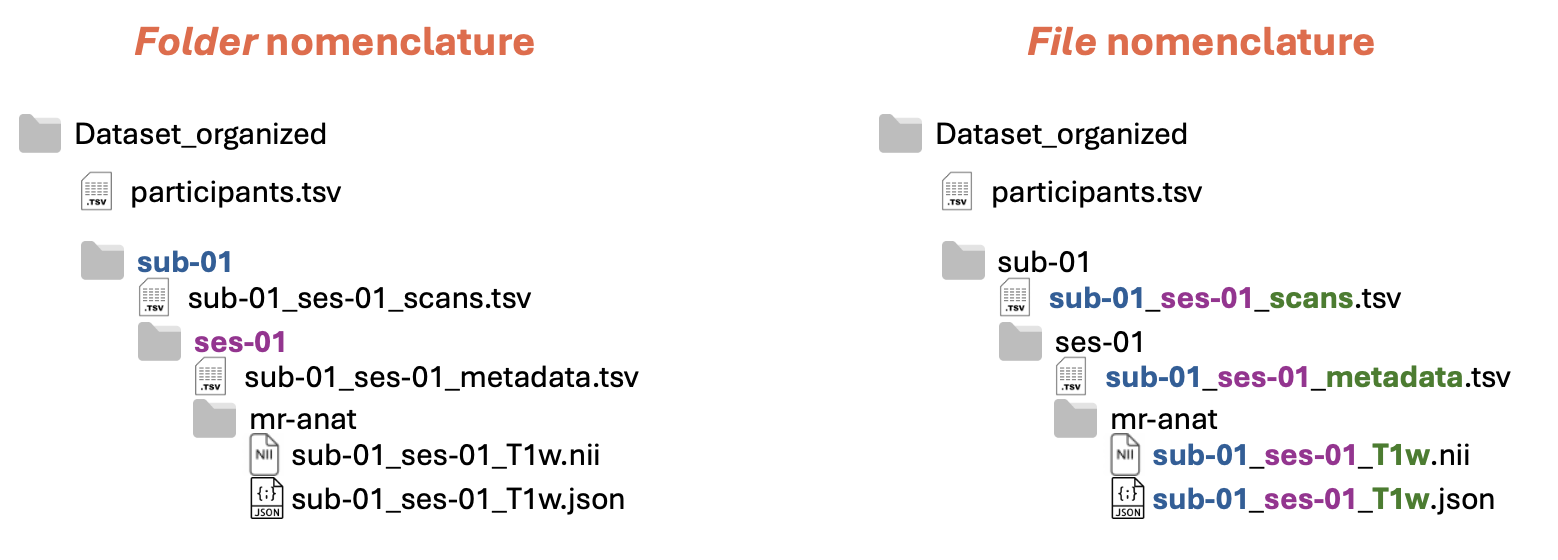 Folder nomenclature
Dataset_organized
.TSV participants.tsv
sub-01
.TSV sub-01_ses-01_scans.tsv
ses-01
.TSV sub-01_ses-01_metadata.tsv
mr-anat
NII sub-01_ses-01_T1w.nii
{;} JSON sub-01_ses-01_T1w.json
File nomenclature
Dataset_organized
.TSV participants.tsv
sub-01
.TSV sub-01_ses-01_scans.tsv
ses-01
.TSV sub-01_ses-01_metadata.tsv
mr-anat
NII sub-01_ses-01_T1w.nii
{;} JSON sub-01_ses-01_T1w.json